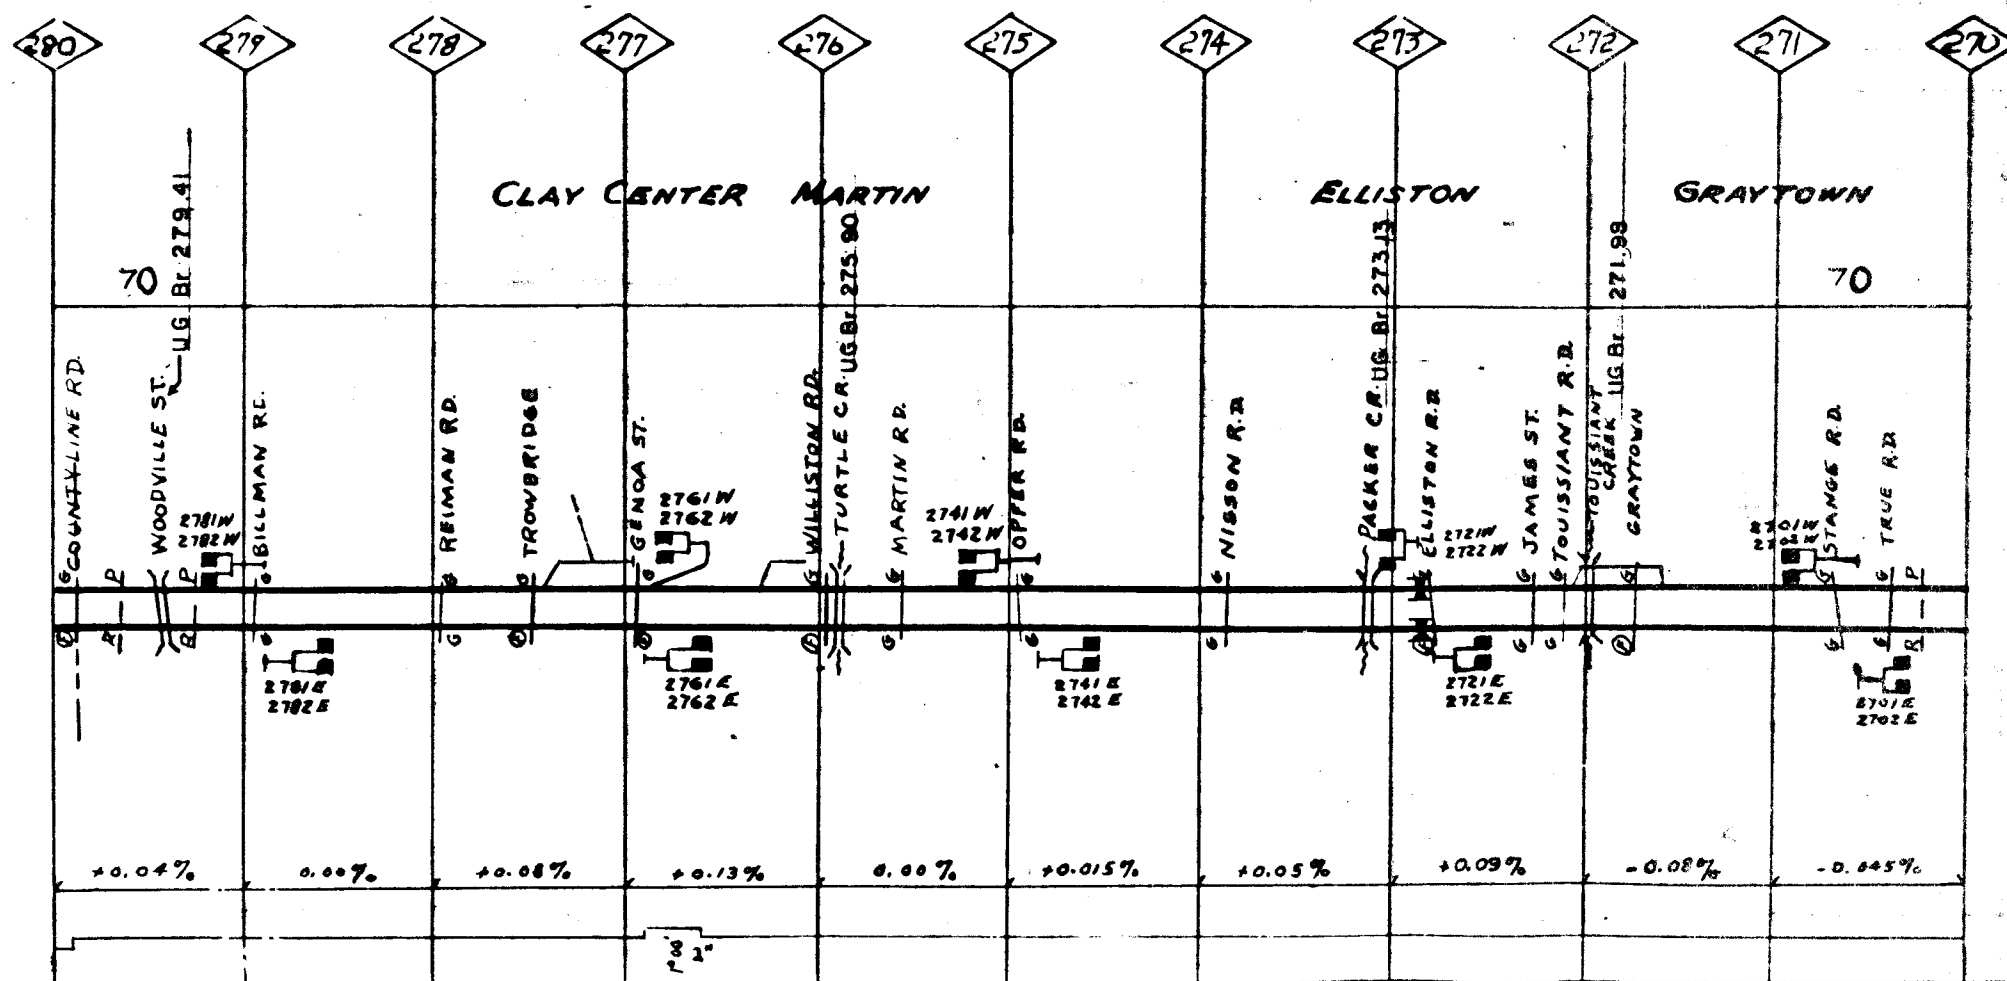 280 279 278 277 276 275 274 273 272 271 270
CLAY CENTER MARTIN ELLISTON GRAYTOWN
70 70
COUNTYLINE RD.
WOODVILLE ST.
UG Br 279.41
BILLMAN RD.
REIMAN RD.
TROWBRIDGE
GENOA ST.
WILLISTON RD.
TURTLE CR.
UG Br 275.90
MARTIN RD.
OPFER RD.
NISSON R.D.
PACKER CR.
UG Br 273.13
ELLISTON R.D.
JAMES ST.
TOUISSIANT R.D.
TOUISSIANT
CREEK
UG Br 271.98
GRAYTOWN
STANGE R.D.
TRUE R.D.
2781W
2782W
2761W
2762W
2741W
2742W
2721W
2722W
2701W
2702W
G P P G G G G G G G G G G G G G G P
R R G G G G G G G G G R
2781E
2782E
2761E
2762E
2741E
2742E
2721E
2722E
2701E
2702E
+0.04% 0.00% +0.08% +0.13% 0.00% +0.015% +0.05% +0.09% -0.08% -0.045%
2"